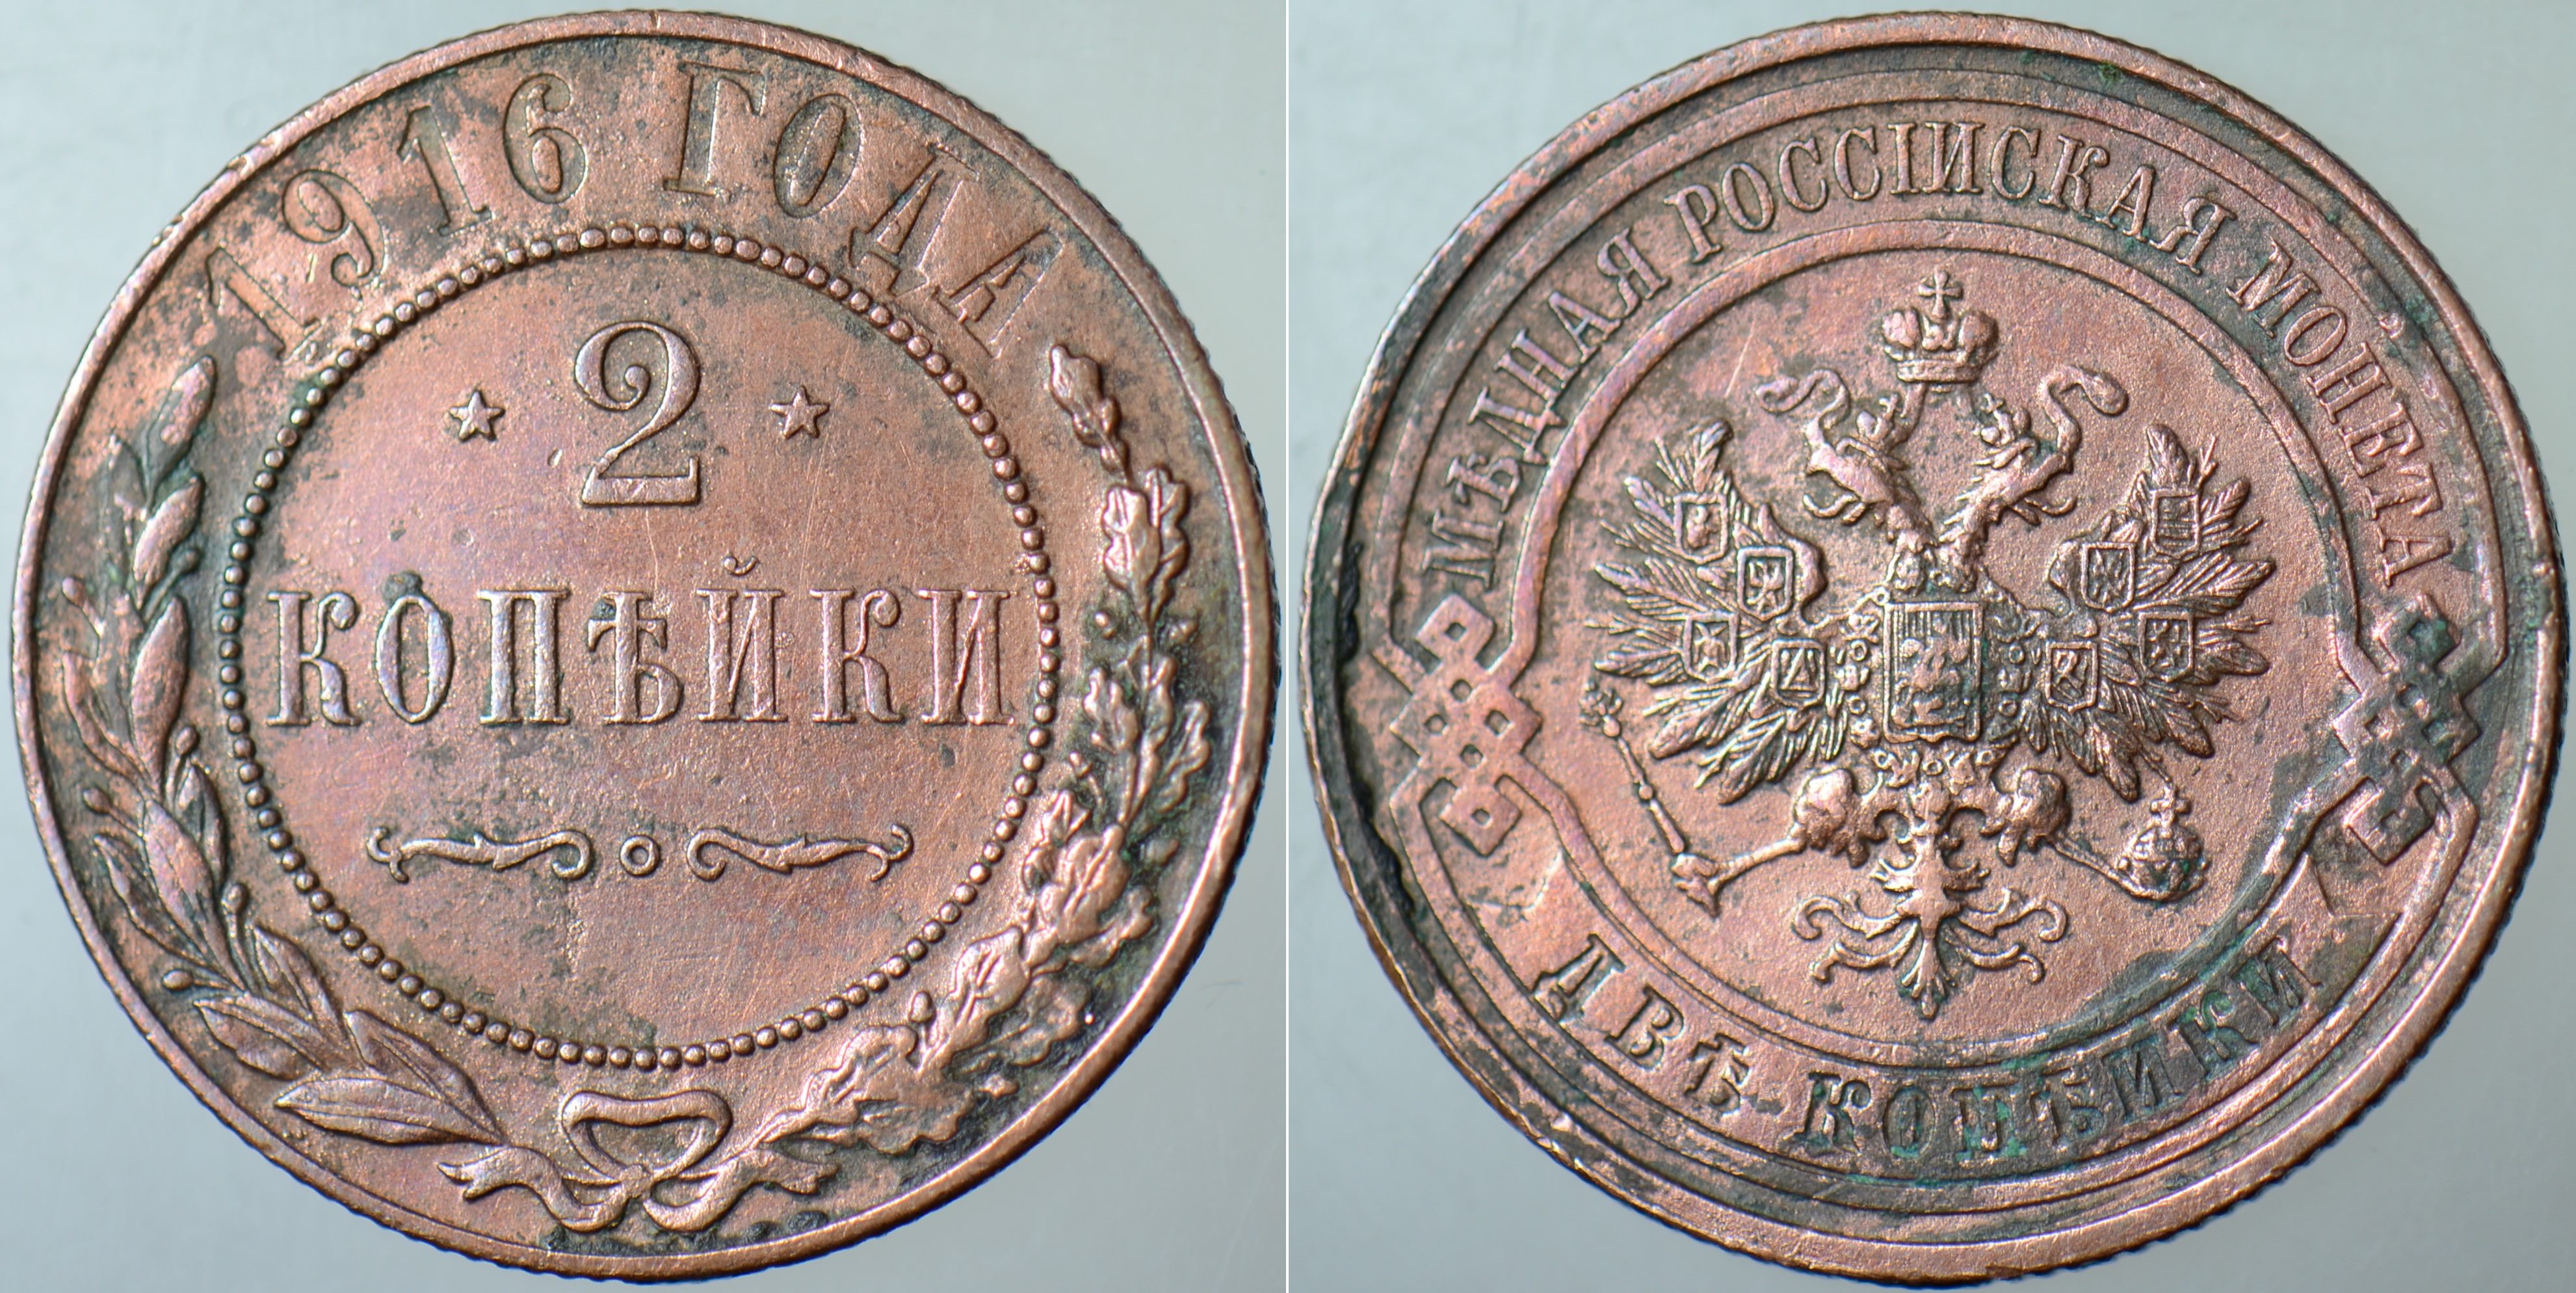 1916 ГОДА
2
КОПѢЙКИ
МѢДНАЯ РОССІЙСКАЯ МОНЕТА
ДВѢ КОПѢЙКИ